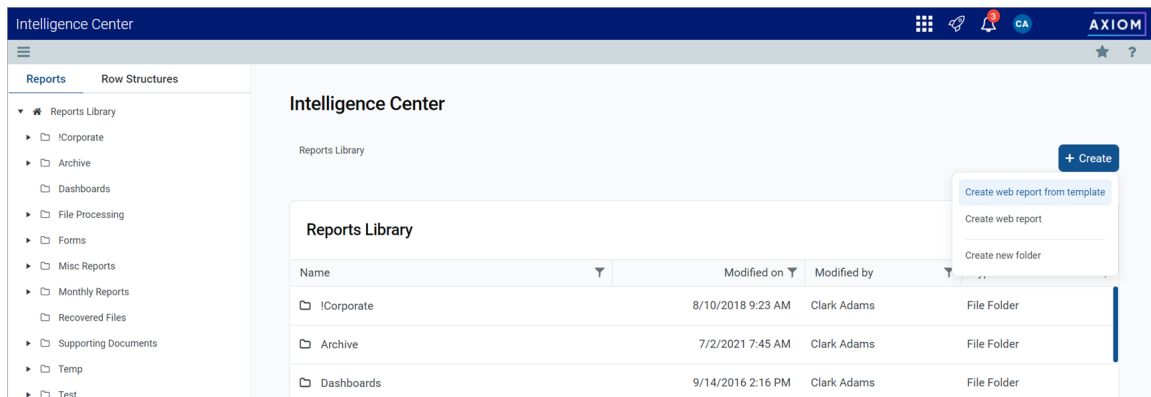 Intelligence Center
3
CA
AXIOM
?
Reports
Row Structures
Reports Library
!Corporate
Archive
Dashboards
File Processing
Forms
Misc Reports
Monthly Reports
Recovered Files
Supporting Documents
Temp
Test
Intelligence Center
Reports Library
+ Create
Create web report from template
Create web report
Create new folder
Reports Library
Name Modified on Modified by
!Corporate 8/10/2018 9:23 AM Clark Adams File Folder
Archive 7/2/2021 7:45 AM Clark Adams File Folder
Dashboards 9/14/2016 2:16 PM Clark Adams File Folder